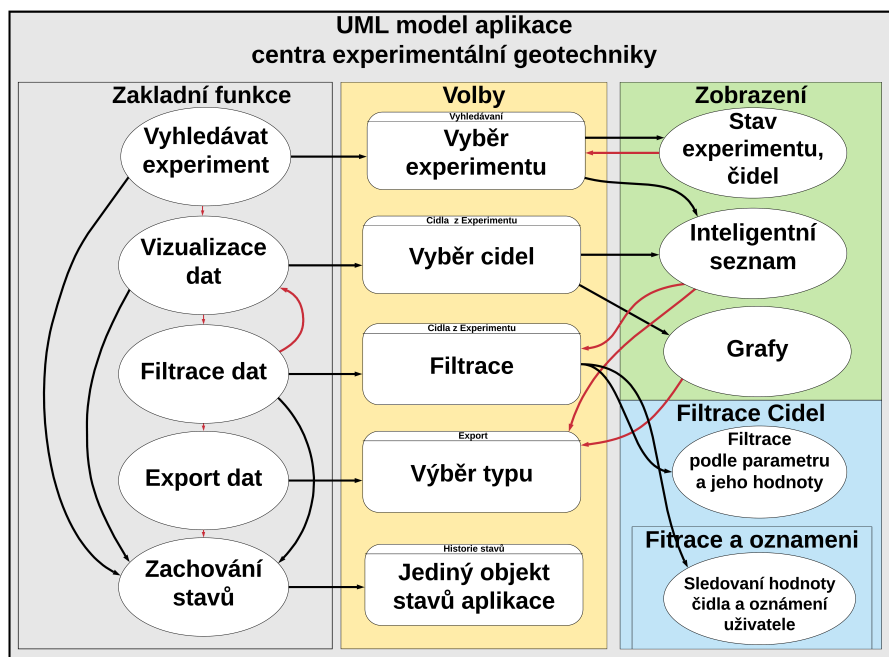 UML model aplikace
centra experimentální geotechniky
Zakladní funkce
Vyhledávat
experiment
Vizualizace
dat
Filtrace dat
Export dat
Zachování
stavů
Volby
Vyhledávaní
Vyběr
experimentu
Cidla z Experimentu
Vyběr cidel
Cidla z Experimentu
Filtrace
Export
Výběr typu
Historie stavů
Jediný objekt
stavů aplikace
Zobrazení
Stav
experimentu,
čidel
Inteligentní
seznam
Grafy
Filtrace Cidel
Filtrace
podle parametru
a jeho hodnoty
Fitrace a oznameni
Sledovaní hodnoty
čidla a oznámení
uživatele